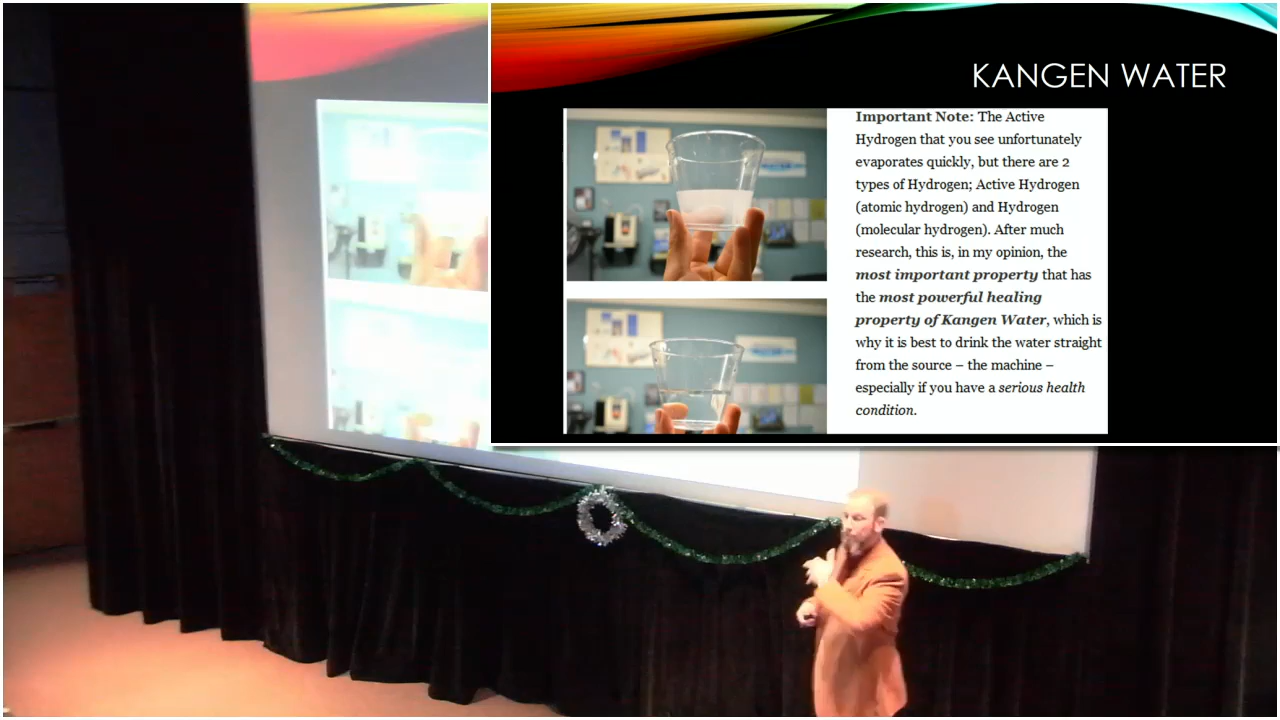 KANGEN WATER
Important Note: The Active
Hydrogen that you see unfortunately
evaporates quickly, but there are 2
types of Hydrogen; Active Hydrogen
(atomic hydrogen) and Hydrogen
(molecular hydrogen). After much
research, this is, in my opinion, the
most important property that has
the most powerful healing
property of Kangen Water, which is
why it is best to drink the water straight
from the source – the machine –
especially if you have a serious health
condition.